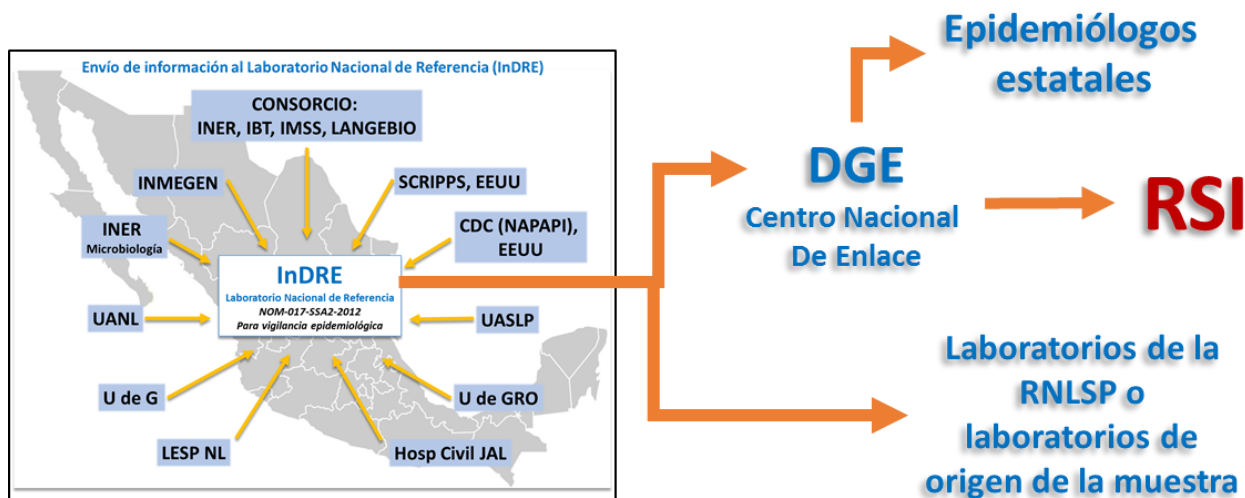 Envío de información al Laboratorio Nacional de Referencia (InDRE)
CONSORCIO:
INER, IBT, IMSS, LANGEBIO
INMEGEN
SCRIPPS, EEUU
INER
Microbiología
CDC (NAPAPI),
EEUU
InDRE
Laboratorio Nacional de Referencia
NOM-017-SSA2-2012
Para vigilancia epidemiológica
UANL
UASLP
U de G
U de GRO
LESP NL
Hosp Civil JAL
Epidemiólogos
estatales
DGE
Centro Nacional
De Enlace
RSI
Laboratorios de la
RNLSP o
laboratorios de
origen de la muestra